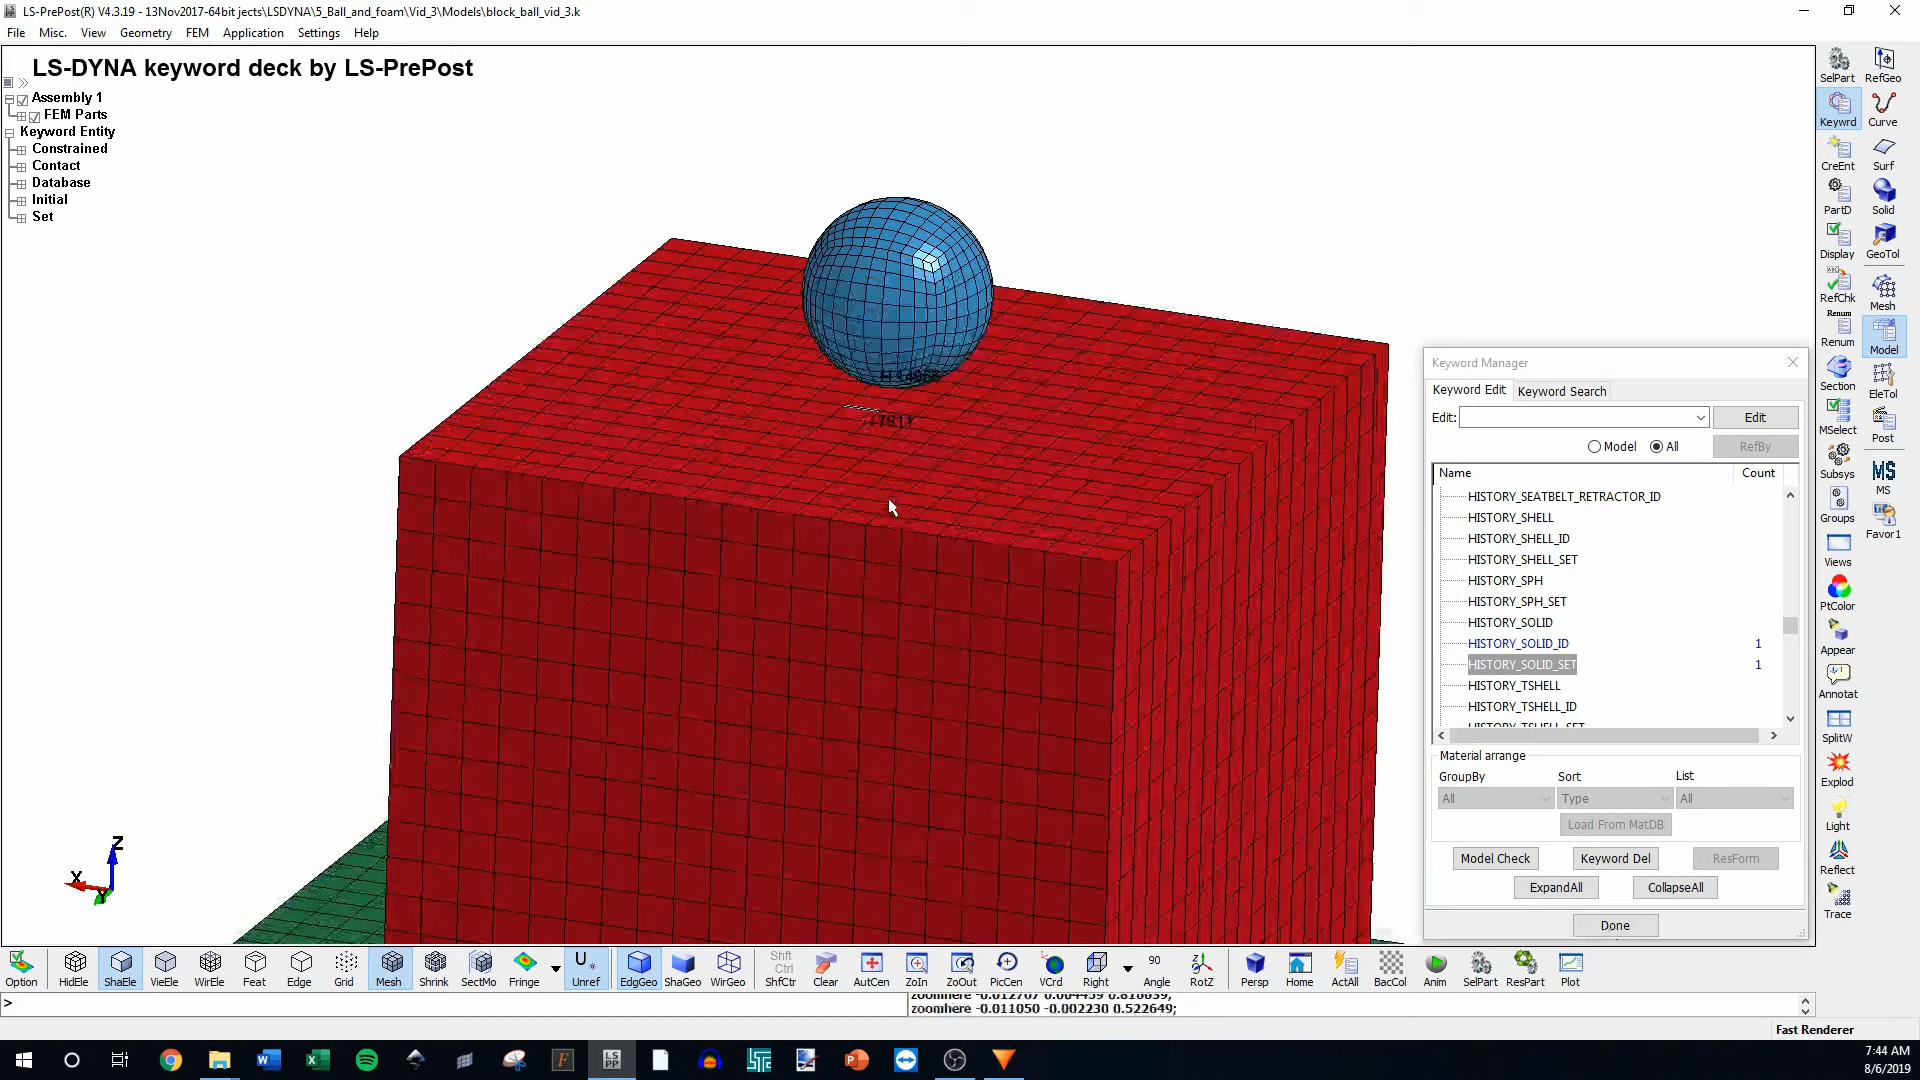 LS-PrePost(R) V4.3.19 - 13Nov2017-64bit jects\LSDYNA\5_Ball_and_foam\Vid_3\Models\block_ball_vid_3.k
File Misc. View Geometry FEM Application Settings Help
LS-DYNA keyword deck by LS-PrePost
Assembly 1
FEM Parts
Keyword Entity
Constrained
Contact
Database
Initial
Set
Z
X
Y
Keyword Manager
Keyword Edit Keyword Search
Edit: Edit
Model All RefBy
Name Count
HISTORY_SEATBELT_RETRACTOR_ID
HISTORY_SHELL
HISTORY_SHELL_ID
HISTORY_SHELL_SET
HISTORY_SPH
HISTORY_SPH_SET
HISTORY_SOLID
HISTORY_SOLID_ID 1
HISTORY_SOLID_SET 1
HISTORY_TSHELL
HISTORY_TSHELL_ID
HISTORY_TSHELL_SET
Material arrange
GroupBy Sort List
All Type All
Load From MatDB
Model Check Keyword Del ResForm
ExpandAll CollapseAll
Done
SelPart RefGeo
Keywrd Curve
CreEnt Surf
PartD Solid
Display GeoTol
RefChk Mesh
Renum
Renum Model
Section EleTol
MSelect Post
Subsys MS
MS
Groups Favor1
Views
PtColor
Appear
Annotat
SplitW
Explod
Light
Reflect
Trace
Shft
Ctrl
U
90
Option HidEle ShaEle VieEle WirEle Feat Edge Grid Mesh Shrink SectMo Fringe Unref EdgGeo ShaGeo WirGeo ShfCtr Clear AutCen ZoIn ZoOut PicCen VCrd Right Angle RotZ Persp Home ActAll BacCol Anim SelPart ResPart Plot
>
zoomhere -0.011050 -0.002230 0.522649;
Fast Renderer
7:44 AM
8/6/2019